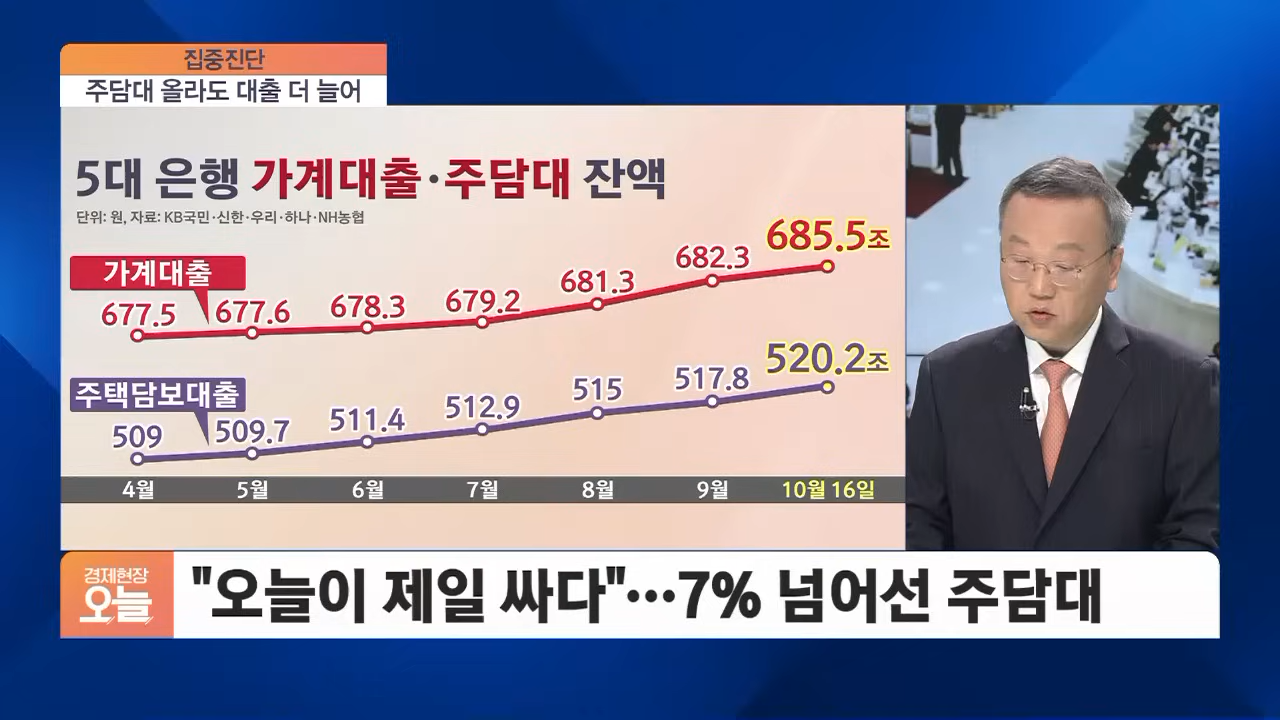 집중진단
주담대 올라도 대출 더 늘어
5대 은행 가계대출·주담대 잔액
단위: 원, 자료: KB국민·신한·우리·하나·NH농협
가계대출
677.5 677.6 678.3 679.2 681.3 682.3 685.5조
주택담보대출
509 509.7 511.4 512.9 515 517.8 520.2조
4월 5월 6월 7월 8월 9월 10월 16일
경제현장
오늘
"오늘이 제일 싸다"…7% 넘어선 주담대